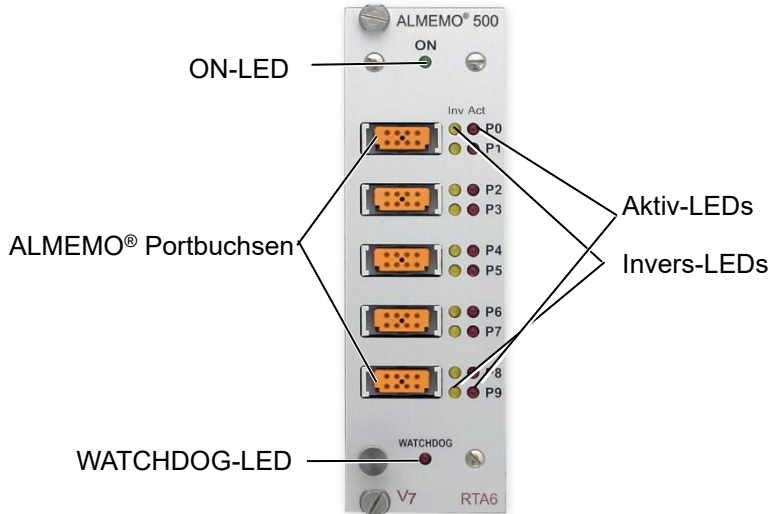 ALMEMO® 500
ON
ON-LED
Inv Act
P0
P1
P2
P3
Aktiv-LEDs
ALMEMO® Portbuchsen
P4
P5
Invers-LEDs
P6
P7
P8
P9
WATCHDOG
WATCHDOG-LED
V7 RTA6